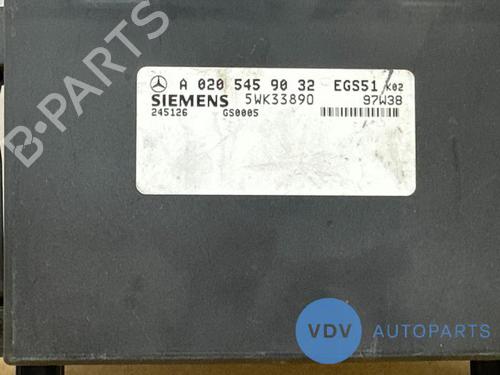 A 020 545 90 32 EGS51 K02
SIEMENS 5WK33890 97W38
245126 GS0005
B-PARTS
VDV AUTOPARTS